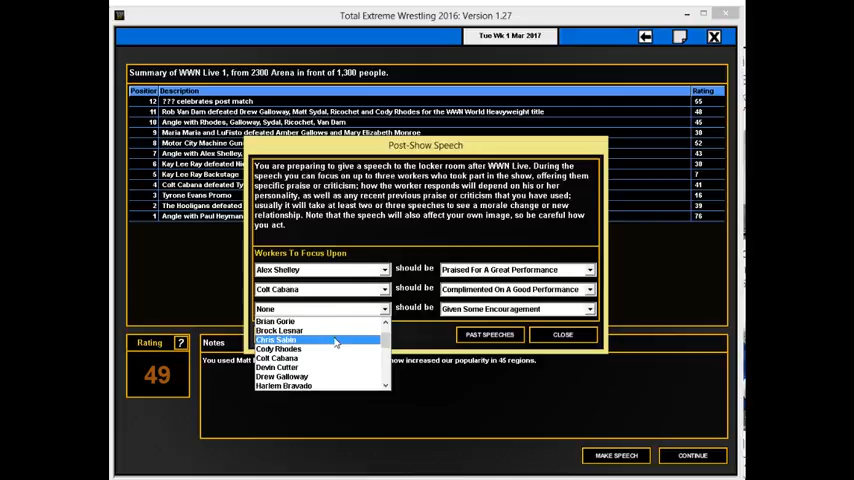 Total Extreme Wrestling 2016: Version 1.27
Tue Wk 1 Mar 2017
Summary of WWN Live 1, from 2300 Arena in front of 1,300 people.
Position Description Rating
12 ??? celebrates post match 65
11 Rob Van Dam defeated Drew Galloway, Matt Sydal, Ricochet and Cody Rhodes for the WWN World Heavyweight title 48
10 Angle with Rhodes, Galloway, Sydal, Ricochet, Van Dam 45
9 Maria Maria and LuFisto defeated Amber Gallows and Mary Elizabeth Monroe 38
8 Motor City Machine Gun 52
7 Angle with Alex Shelley, 43
6 Kay Lee Ray defeated Ni 30
5 Kay Lee Ray Backstage 7
4 Colt Cabana defeated Ty 41
3 Tyrone Evans Promo 16
2 The Hooligans defeated 39
1 Angle with Paul Heyman 76
Post-Show Speech
You are preparing to give a speech to the locker room after WWN Live. During the
speech you can focus on up to three workers who took part in the show, offering them
specific praise or criticism; how the worker responds will depend on his or her
personality, as well as any recent previous praise or criticism that you have used;
usually it will take at least two or three speeches to see a morale change or new
relationship. Note that the speech will also affect your own image, so be careful how
you act.
Workers To Focus Upon
Alex Shelley should be Praised For A Great Performance
Colt Cabana should be Complimented On A Good Performance
None should be Given Some Encouragement
Brian Gorie
Brock Lesnar
Chris Sabin
Cody Rhodes
Colt Cabana
Devin Cutter
Drew Galloway
Harlem Bravado
PAST SPEECHES CLOSE
Rating ? Notes
49
You used Matt how increased our popularity in 45 regions.
MAKE SPEECH CONTINUE